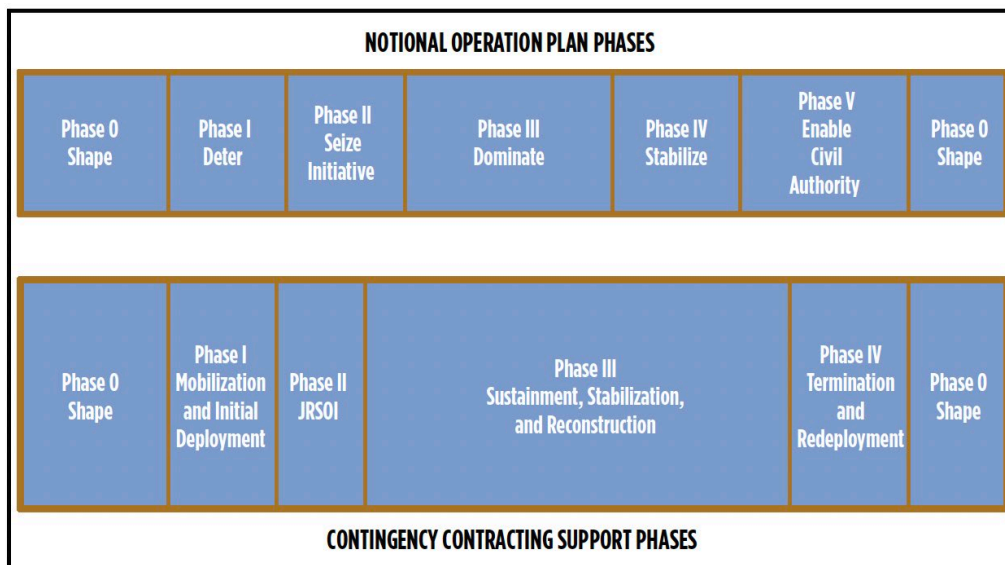 NOTIONAL OPERATION PLAN PHASES
Phase 0
Shape
Phase I
Deter
Phase II
Seize
Initiative
Phase III
Dominate
Phase IV
Stabilize
Phase V
Enable
Civil
Authority
Phase 0
Shape
Phase 0
Shape
Phase I
Mobilization
and Initial
Deployment
Phase II
JRSOI
Phase III
Sustainment, Stabilization,
and Reconstruction
Phase IV
Termination
and
Redeployment
Phase 0
Shape
CONTINGENCY CONTRACTING SUPPORT PHASES